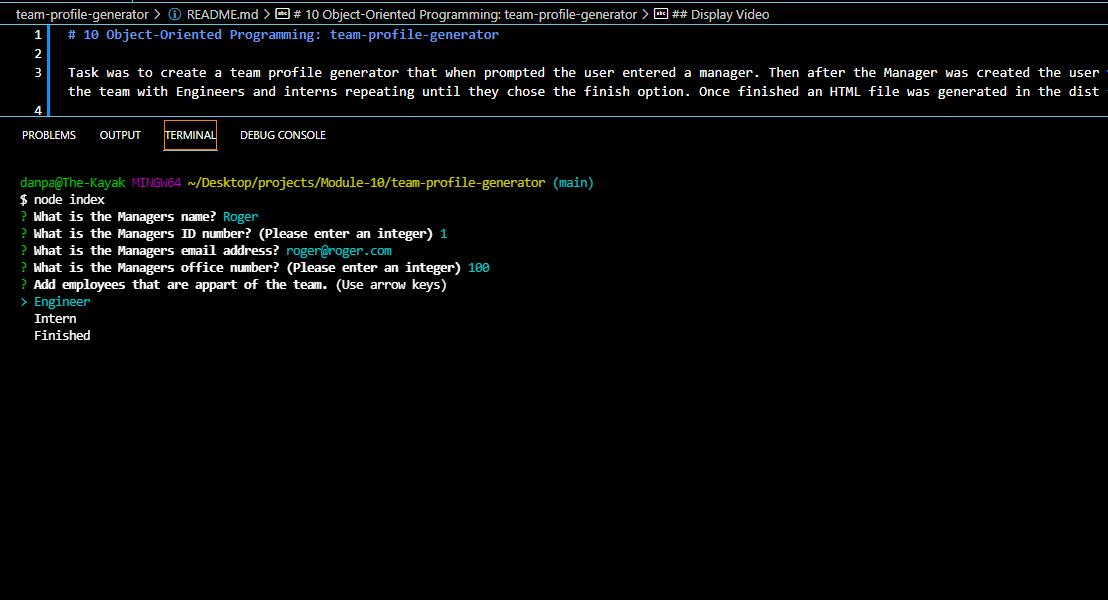 team-profile-generator > README.md > # 10 Object-Oriented Programming: team-profile-generator > ## Display Video
1 # 10 Object-Oriented Programming: team-profile-generator
2
3 Task was to create a team profile generator that when prompted the user entered a manager. Then after the Manager was created the user
the team with Engineers and interns repeating until they chose the finish option. Once finished an HTML file was generated in the dist
4
PROBLEMS OUTPUT TERMINAL DEBUG CONSOLE
danpa@The-Kayak MINGW64 ~/Desktop/projects/Module-10/team-profile-generator (main)
$ node index
? What is the Managers name? Roger
? What is the Managers ID number? (Please enter an integer) 1
? What is the Managers email address? roger@roger.com
? What is the Managers office number? (Please enter an integer) 100
? Add employees that are appart of the team. (Use arrow keys)
> Engineer
Intern
Finished